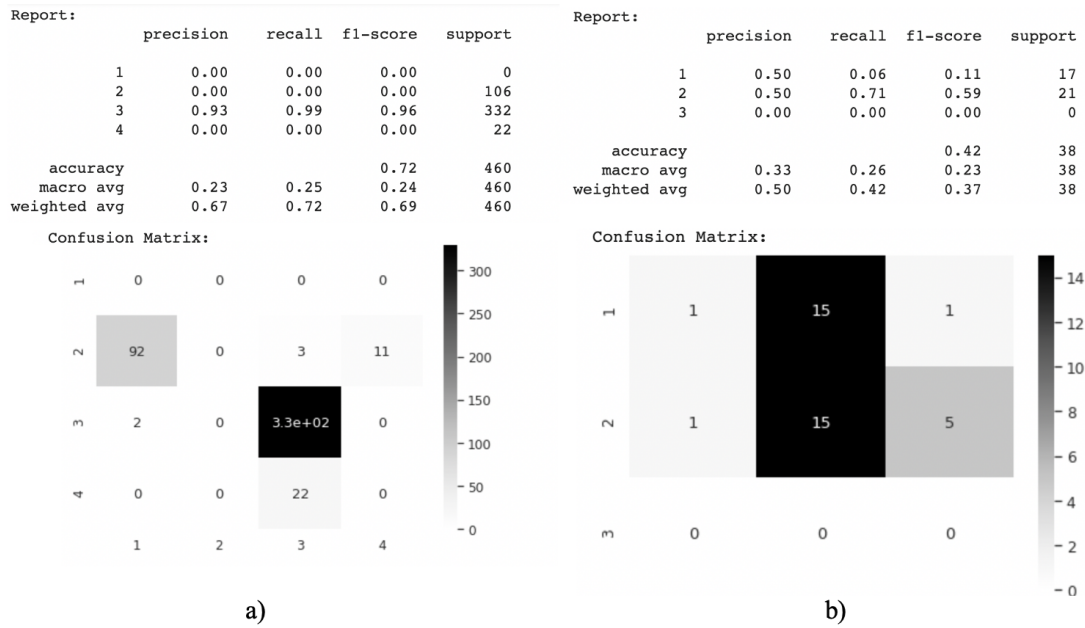 Report:
precision recall f1-score support
1 0.00 0.00 0.00 0
2 0.00 0.00 0.00 106
3 0.93 0.99 0.96 332
4 0.00 0.00 0.00 22
accuracy 0.72 460
macro avg 0.23 0.25 0.24 460
weighted avg 0.67 0.72 0.69 460
Confusion Matrix:
1 0 0 0 0
2 92 0 3 11
3 2 0 3.3e+02 0
4 0 0 22 0
1 2 3 4
300
250
200
150
100
50
0
a)
Report:
precision recall f1-score support
1 0.50 0.06 0.11 17
2 0.50 0.71 0.59 21
3 0.00 0.00 0.00 0
accuracy 0.42 38
macro avg 0.33 0.26 0.23 38
weighted avg 0.50 0.42 0.37 38
Confusion Matrix:
1 1 15 1
2 1 15 5
3 0 0 0
14
12
10
8
6
4
2
0
b)